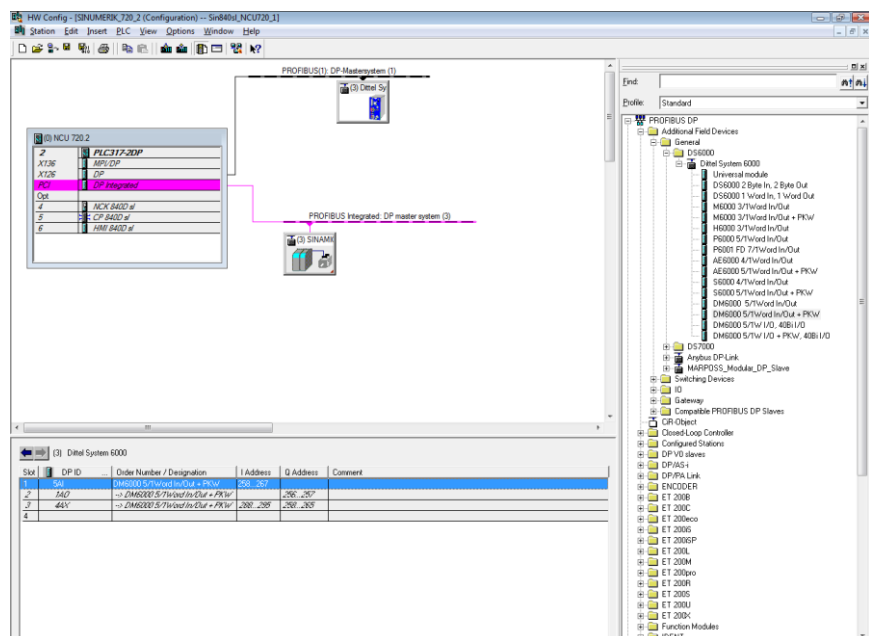 HW Config - [SINUMERIK_720_2 (Configuration) -- Sin840sl_NCU720_1]
Station Edit Insert PLC View Options Window Help
PROFIBUS(1): DP-Mastersystem (1)
(3) Dittel Sy
(0) NCU 720.2
2 PLC317-2DP
X136 MPI/DP
X126 DP
PCI DP Integrated
Opt
4 NCK 840D sl
5 CP 840D sl
6 HMI 840D sl
PROFIBUS Integrated: DP master system (3)
(3) SINAMI
(3) Dittel System 6000
Slot DP ID ... Order Number / Designation I Address Q Address Comment
1 5AI DM6000 5/1Word In/Out + PKW 258...267
2 1AO --> DM6000 5/1Word In/Out + PKW 256...257
3 4AX --> DM6000 5/1Word In/Out + PKW 288...295 258...265
4
Find:
Profile: Standard
PROFIBUS DP
Additional Field Devices
General
DS6000
Dittel System 6000
Universal module
DS6000 2 Byte In, 2 Byte Out
DS6000 1 Word In, 1 Word Out
M6000 3/1Word In/Out
M6000 3/1Word In/Out + PKW
H6000 3/1Word In/Out
P6000 5/1Word In/Out
P6001 FD 7/1Word In/Out
AE6000 4/1Word In/Out
AE6000 5/1Word In/Out + PKW
S6000 4/1Word In/Out
S6000 5/1Word In/Out + PKW
DM6000 5/1Word In/Out
DM6000 5/1Word In/Out + PKW
DM6000 5/1W I/O, 40Bi I/O
DM6000 5/1W I/O + PKW, 40Bi I/O
DS7000
Anybus DP-Link
MARPOSS_Modular_DP_Slave
Switching Devices
IO
Gateway
Compatible PROFIBUS DP Slaves
CiR-Object
Closed-Loop Controller
Configured Stations
DP V0 slaves
DP/AS-i
DP/PA Link
ENCODER
ET 200B
ET 200C
ET 200eco
ET 200iS
ET 200iSP
ET 200L
ET 200M
ET 200pro
ET 200R
ET 200S
ET 200U
ET 200X
Function Modules